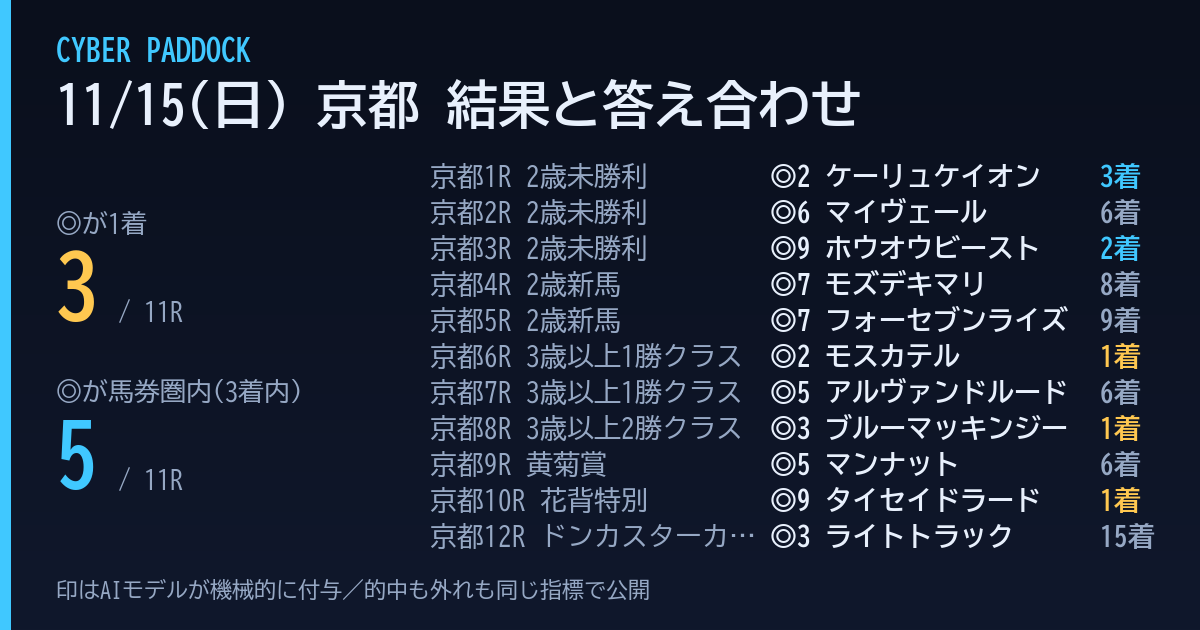 CYBER PADDOCK
11/15(日) 京都 結果と答え合わせ
◎が1着
3 / 11R
◎が馬券圏内(3着内)
5 / 11R
京都1R 2歳未勝利 ◎2 ケーリュケイオン 3着
京都2R 2歳未勝利 ◎6 マイヴェール 6着
京都3R 2歳未勝利 ◎9 ホウオウビースト 2着
京都4R 2歳新馬 ◎7 モズデキマリ 8着
京都5R 2歳新馬 ◎7 フォーセブンライズ 9着
京都6R 3歳以上1勝クラス ◎2 モスカテル 1着
京都7R 3歳以上1勝クラス ◎5 アルヴァンドルード 6着
京都8R 3歳以上2勝クラス ◎3 ブルーマッキンジー 1着
京都9R 黄菊賞 ◎5 マンナット 6着
京都10R 花背特別 ◎9 タイセイドラード 1着
京都12R ドンカスターカ… ◎3 ライトトラック 15着
印はAIモデルが機械的に付与／的中も外れも同じ指標で公開